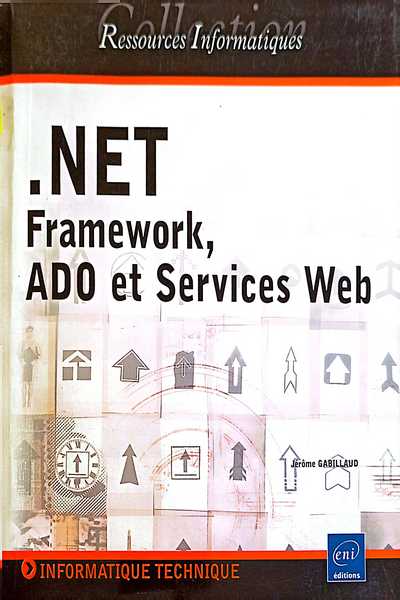 Collection
Ressources Informatiques
.NET
Framework,
ADO et Services Web
Jérôme GABILLAUD
INFORMATIQUE TECHNIQUE
eni
éditions